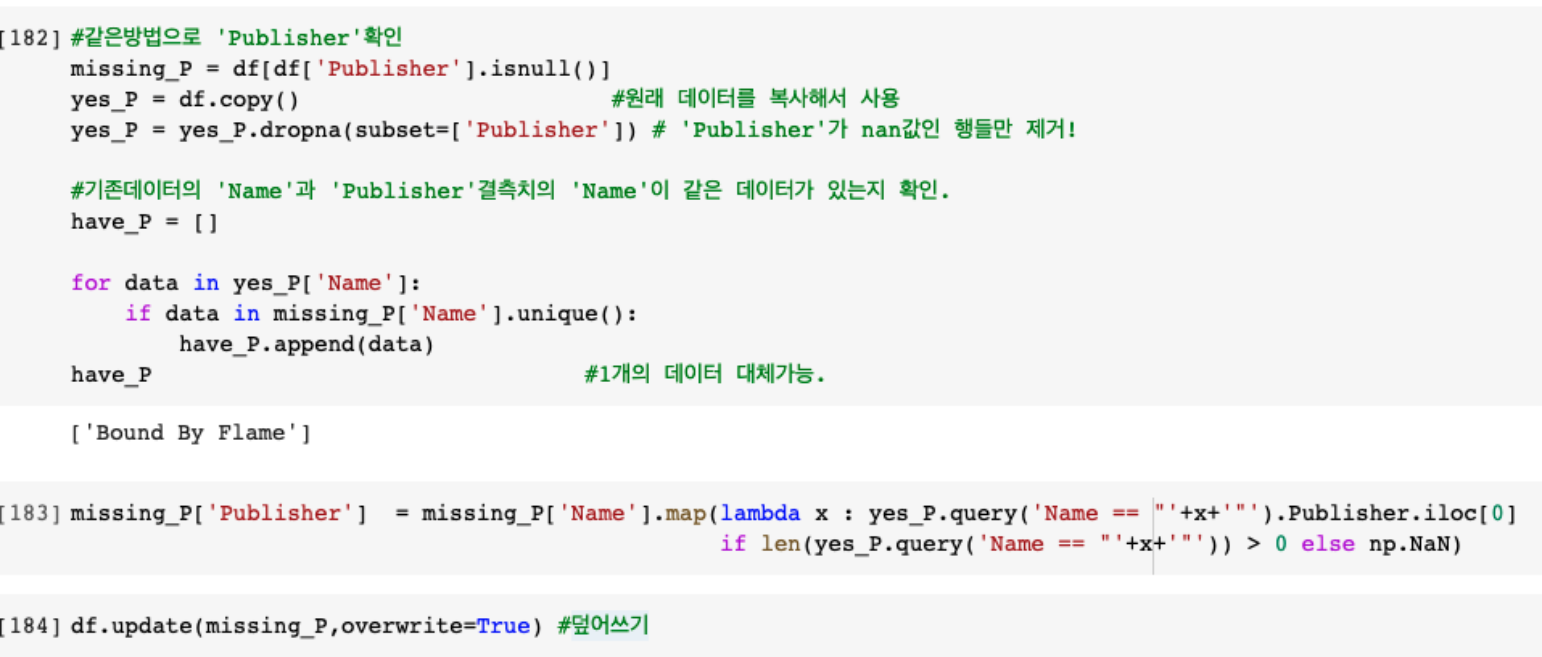 [182] #같은방법으로 'Publisher'확인
missing_P = df[df['Publisher'].isnull()]
yes_P = df.copy() #원래 데이터를 복사해서 사용
yes_P = yes_P.dropna(subset=['Publisher']) # 'Publisher'가 nan값인 행들만 제거!
#기존데이터의 'Name'과 'Publisher'결측치의 'Name'이 같은 데이터가 있는지 확인.
have_P = []
for data in yes_P['Name']:
if data in missing_P['Name'].unique():
have_P.append(data)
have_P #1개의 데이터 대체가능.
['Bound By Flame']
[183] missing_P['Publisher'] = missing_P['Name'].map(lambda x : yes_P.query('Name == "'+x+'"').Publisher.iloc[0]
if len(yes_P.query('Name == "'+x+'"')) > 0 else np.NaN)
[184] df.update(missing_P,overwrite=True) #덮어쓰기